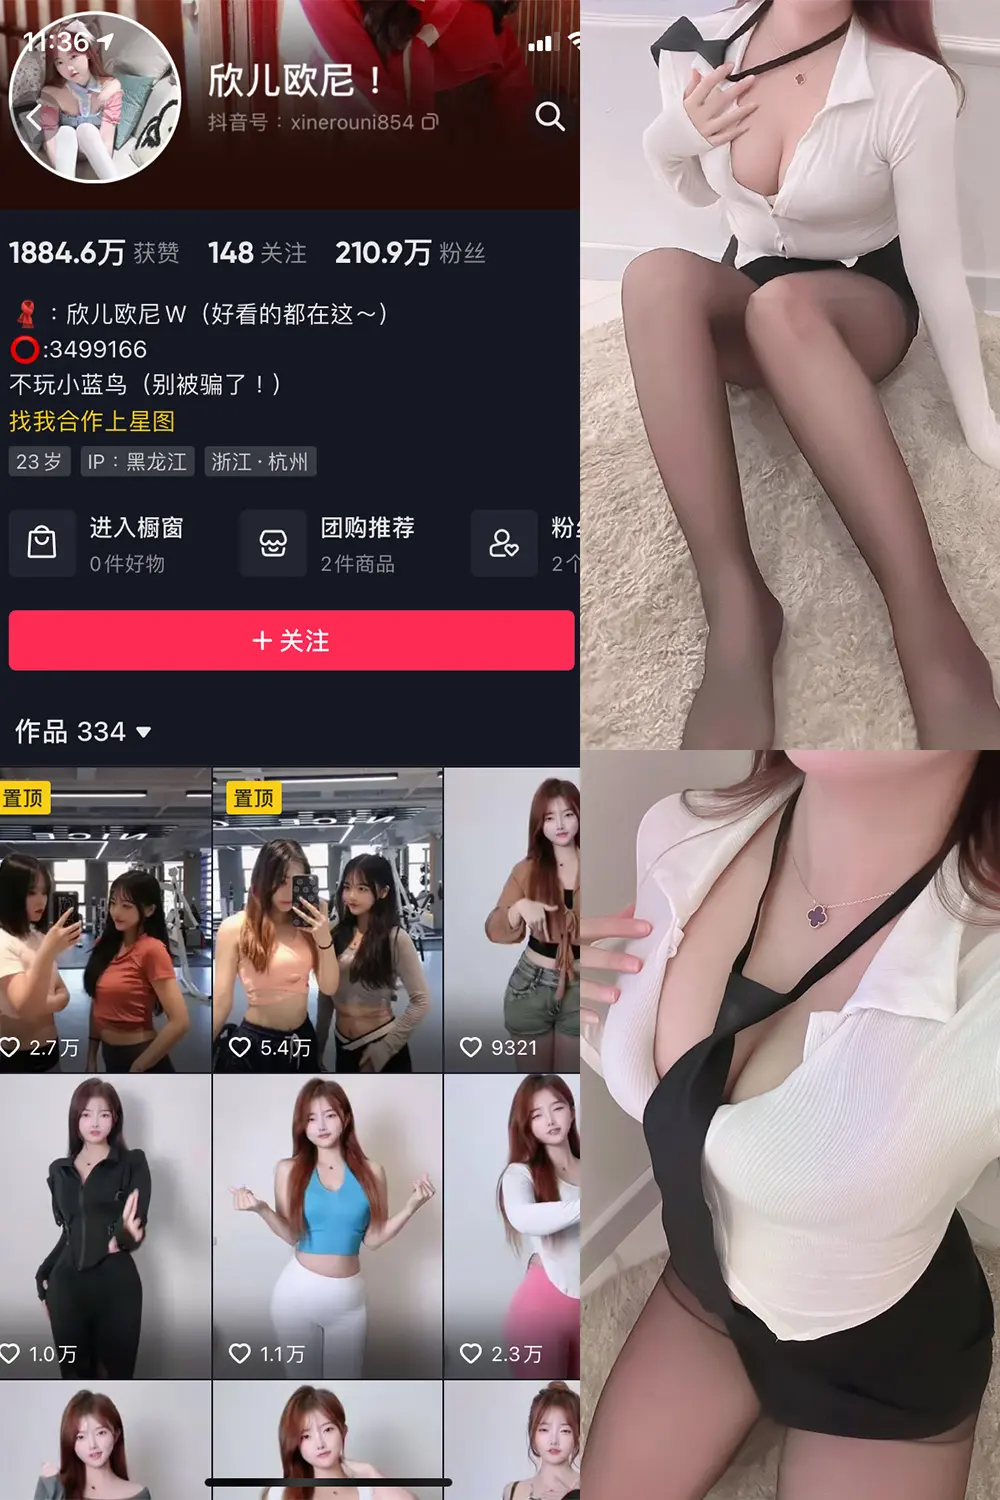 11:36
欣儿欧尼！
抖音号：xinerouni854
1884.6万 获赞 148 关注 210.9万 粉丝
：欣儿欧尼W（好看的都在这～）
:3499166
不玩小蓝鸟（别被骗了！）
找我合作上星图
23岁 IP：黑龙江 浙江·杭州
进入橱窗 团购推荐
0件好物 2件商品 2个
+ 关注
作品 334
置顶 置顶
2.7万 5.4万 9321
1.0万 1.1万 2.3万